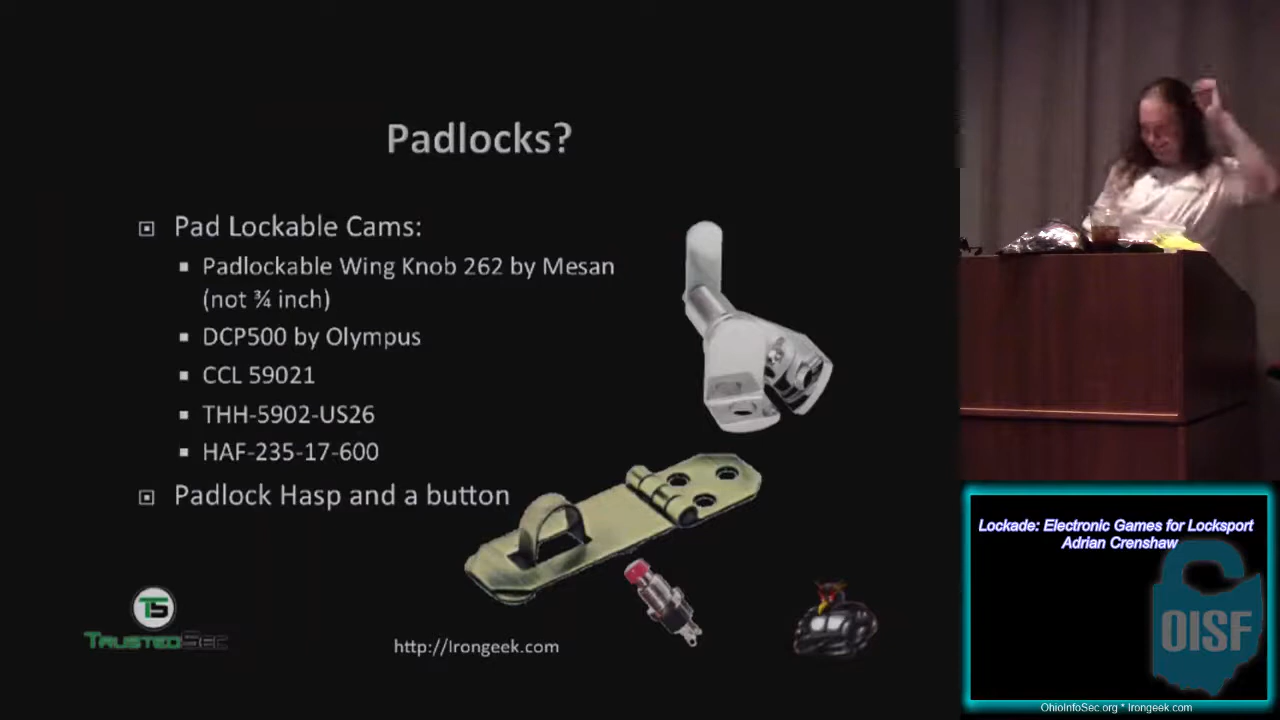 Padlocks?
Pad Lockable Cams:
Padlockable Wing Knob 262 by Mesan
(not ¾ inch)
DCP500 by Olympus
CCL 59021
THH-5902-US26
HAF-235-17-600
Padlock Hasp and a button
TS
TRUSTEDSEC
http://Irongeek.com
Lockade: Electronic Games for Locksport
Adrian Crenshaw
OISF
OhioInfoSec.org * Irongeek.com